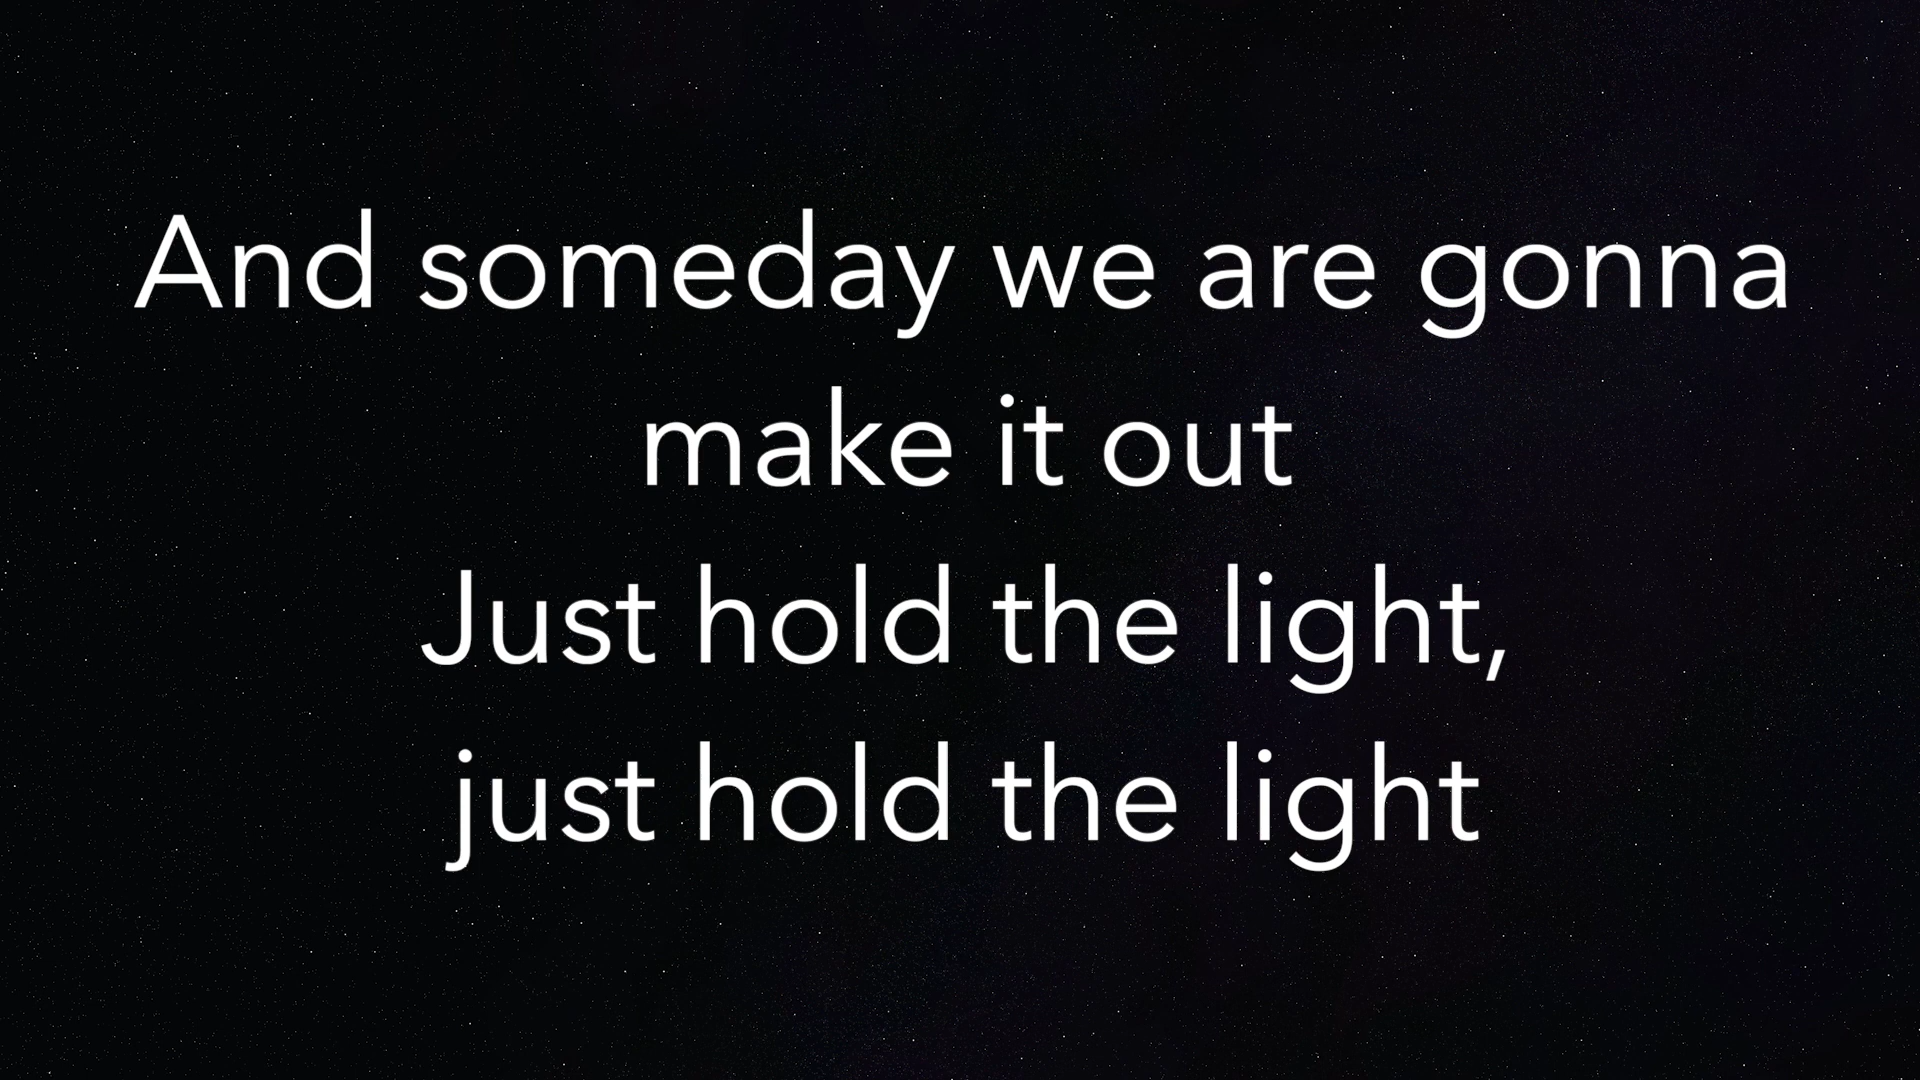 And someday we are gonna
make it out
Just hold the light,
just hold the light